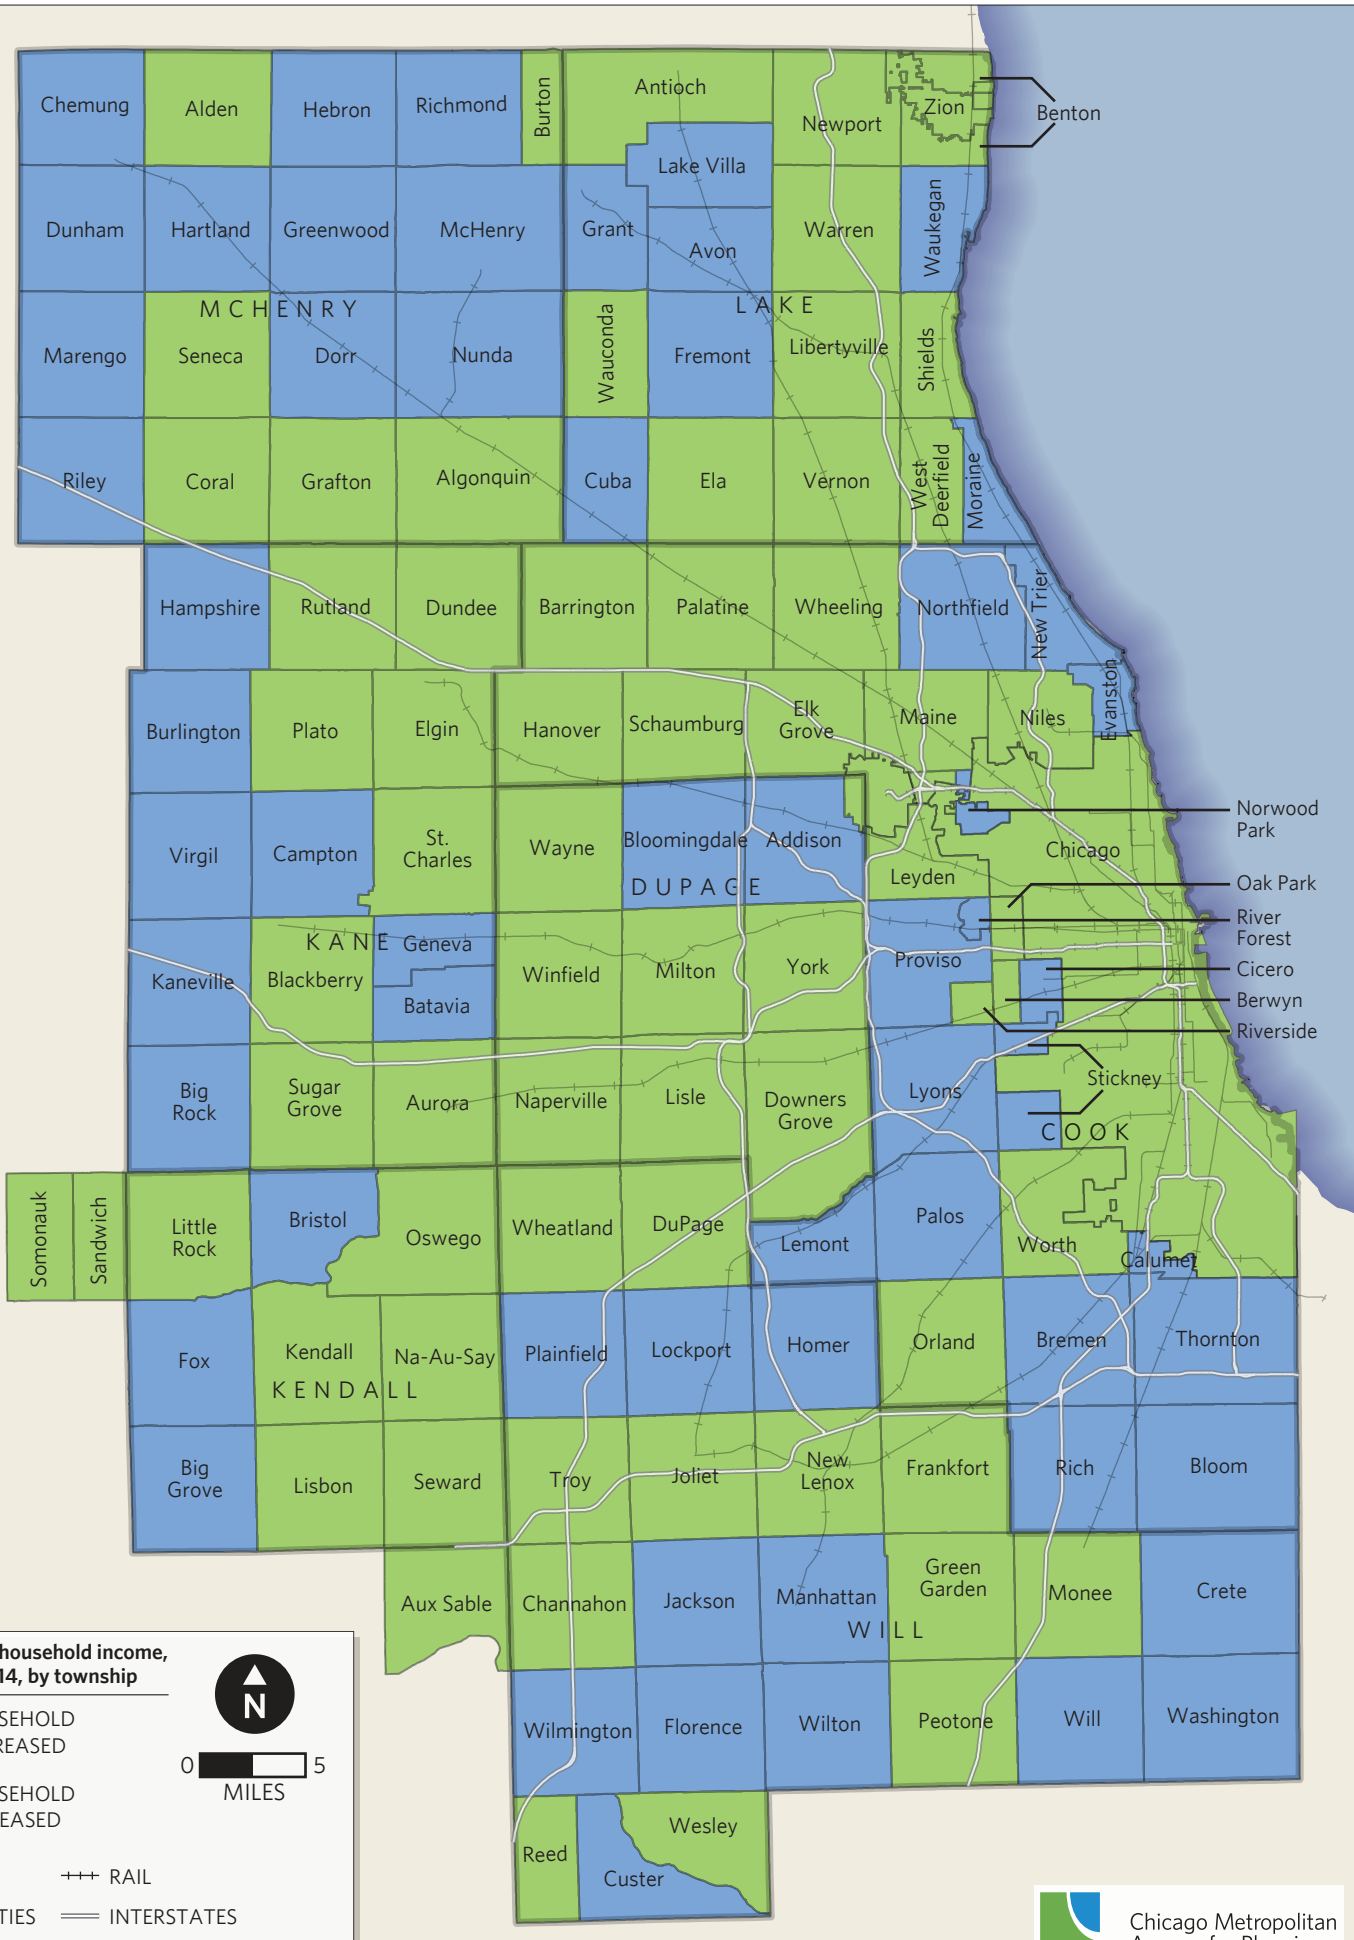 Chemung
Alden
Hebron
Richmond
Burton
Antioch
Newport
Zion
Benton
Lake Villa
Dunham
Hartland
Greenwood
McHenry
Grant
Avon
Warren
Waukegan
MCHENRY
LAKE
Marengo
Seneca
Dorr
Nunda
Wauconda
Fremont
Libertyville
Shields
Riley
Coral
Grafton
Algonquin
Cuba
Ela
Vernon
West
Deerfield
Moraine
Hampshire
Rutland
Dundee
Barrington
Palatine
Wheeling
Northfield
New Trier
Evanston
Burlington
Plato
Elgin
Hanover
Schaumburg
Elk
Grove
Maine
Niles
Norwood
Park
Virgil
Campton
St.
Charles
Wayne
Bloomingdale
Addison
Leyden
Chicago
DUPAGE
Oak Park
River
Forest
KANE
Geneva
Kaneville
Blackberry
Batavia
Winfield
Milton
York
Proviso
Cicero
Berwyn
Riverside
Big
Rock
Sugar
Grove
Aurora
Naperville
Lisle
Downers
Grove
Lyons
Stickney
COOK
Somonauk
Sandwich
Little
Rock
Bristol
Oswego
Wheatland
DuPage
Lemont
Palos
Worth
Calumet
Fox
Kendall
Na-Au-Say
Plainfield
Lockport
Homer
Orland
Bremen
Thornton
KENDALL
Big
Grove
Lisbon
Seward
Troy
Joliet
New
Lenox
Frankfort
Rich
Bloom
Aux Sable
Channahon
Jackson
Manhattan
Green
Garden
Monee
Crete
WILL
Wilmington
Florence
Wilton
Peotone
Will
Washington
Reed
Custer
Wesley
household income,
14, by township
SEHOLD
REASED
SEHOLD
EASED
N
0 5
MILES
RAIL
TIES
INTERSTATES
Chicago Metropolitan